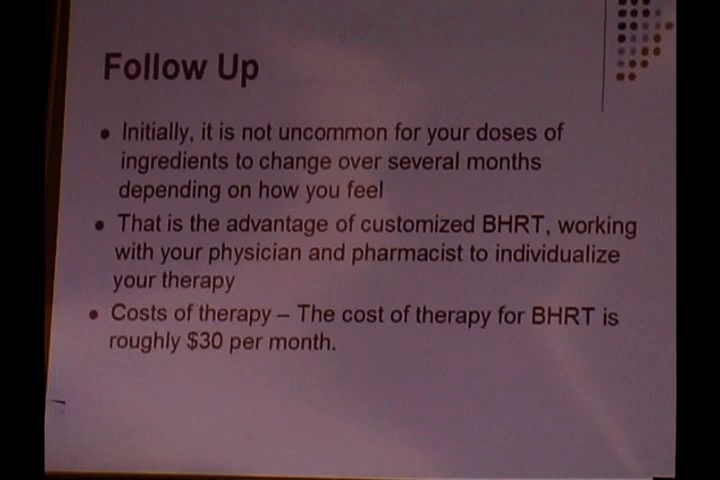 Follow Up
• Initially, it is not uncommon for your doses of
ingredients to change over several months
depending on how you feel
• That is the advantage of customized BHRT, working
with your physician and pharmacist to individualize
your therapy
• Costs of therapy – The cost of therapy for BHRT is
roughly $30 per month.